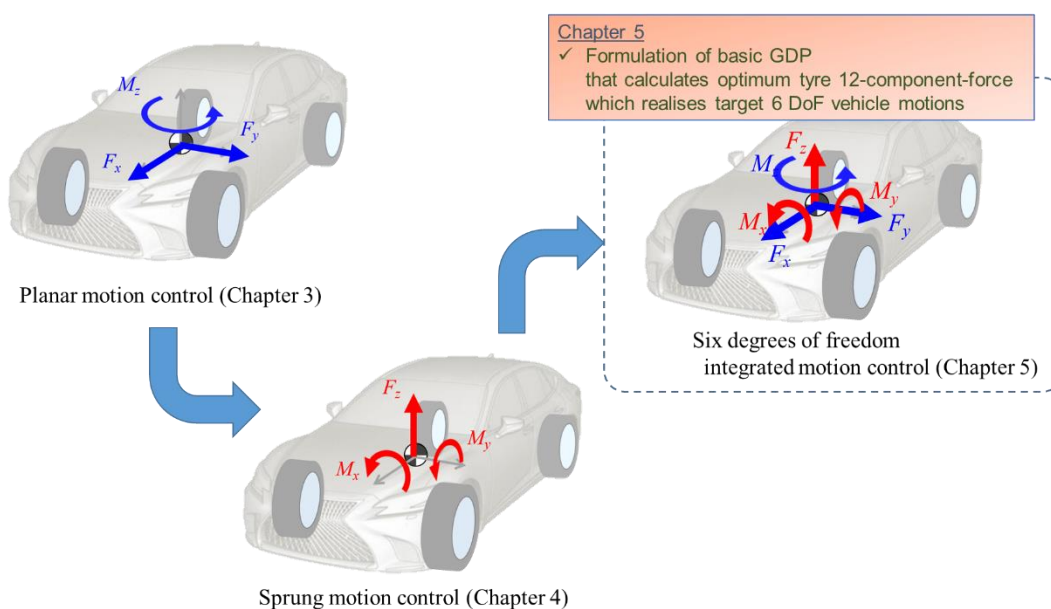 Chapter 5
✓ Formulation of basic GDP
that calculates optimum tyre 12-component-force
which realises target 6 DoF vehicle motions
M_z
F_y
F_x
Planar motion control (Chapter 3)
F_z
M_y
M_x
Sprung motion control (Chapter 4)
F_z
M
M_y
M_x
F_y
F_x
Six degrees of freedom
integrated motion control (Chapter 5)